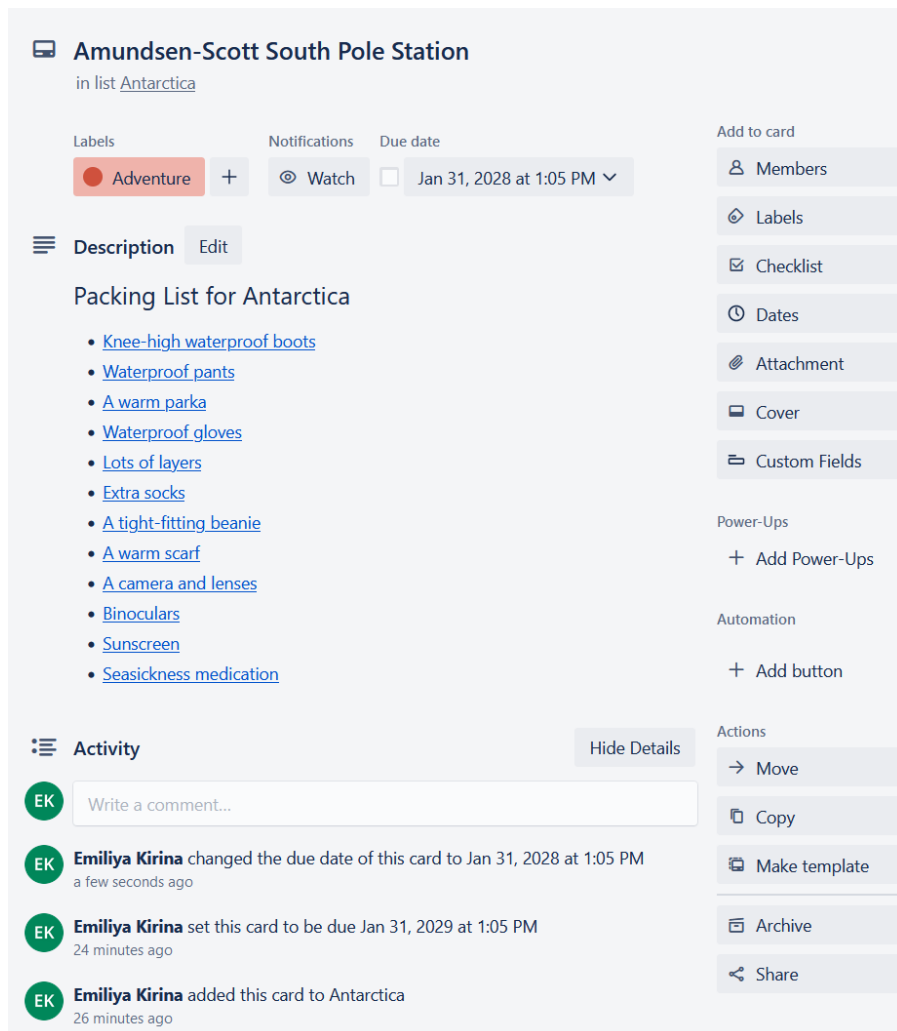 Amundsen-Scott South Pole Station
in list Antarctica
Labels
Adventure
+
Notifications
Watch
Due date
Jan 31, 2028 at 1:05 PM
Description
Edit
Packing List for Antarctica
• Knee-high waterproof boots
• Waterproof pants
• A warm parka
• Waterproof gloves
• Lots of layers
• Extra socks
• A tight-fitting beanie
• A warm scarf
• A camera and lenses
• Binoculars
• Sunscreen
• Seasickness medication
Activity
Hide Details
EK
Write a comment...
EK
Emiliya Kirina changed the due date of this card to Jan 31, 2028 at 1:05 PM
a few seconds ago
EK
Emiliya Kirina set this card to be due Jan 31, 2029 at 1:05 PM
24 minutes ago
EK
Emiliya Kirina added this card to Antarctica
26 minutes ago
Add to card
Members
Labels
Checklist
Dates
Attachment
Cover
Custom Fields
Power-Ups
+ Add Power-Ups
Automation
+ Add button
Actions
Move
Copy
Make template
Archive
Share